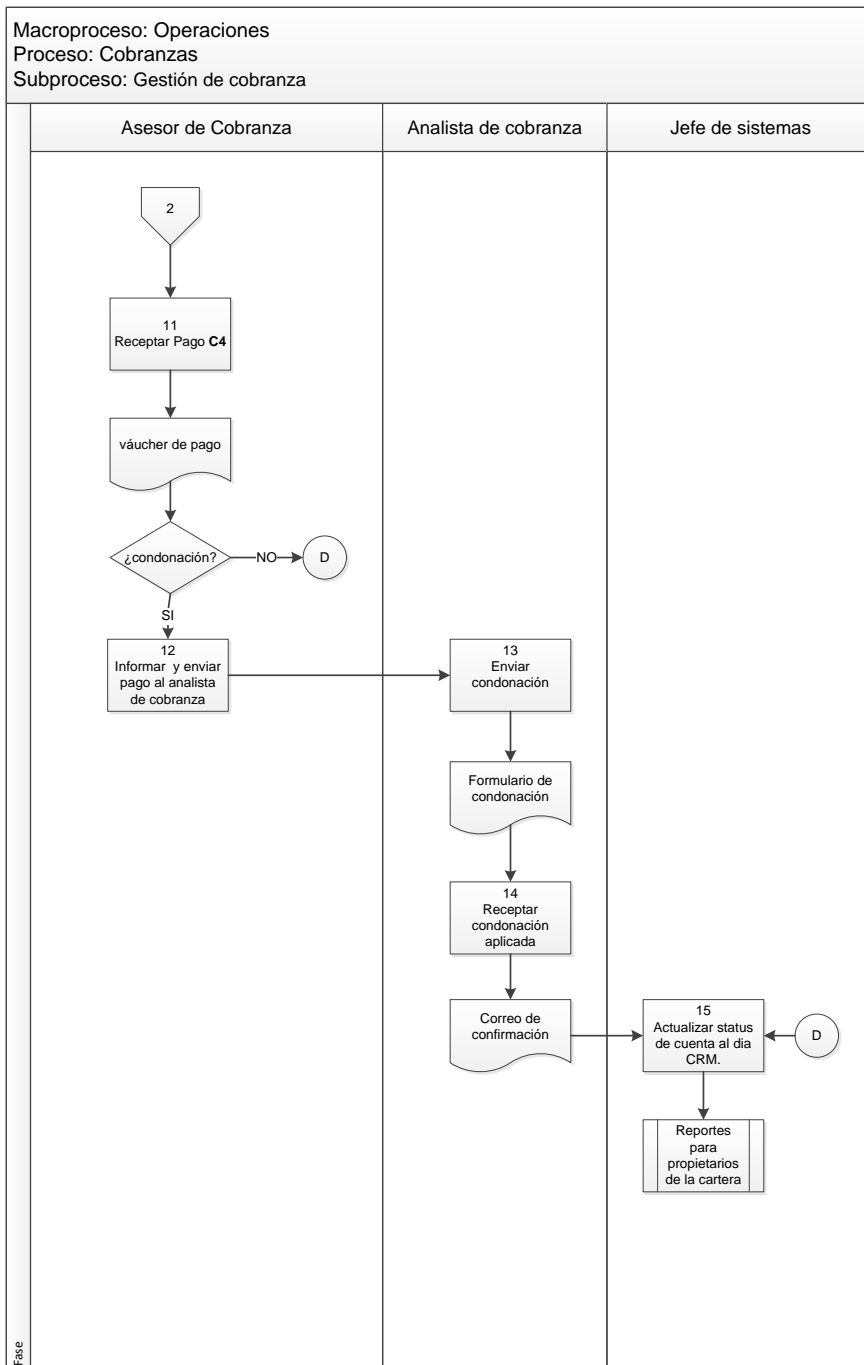 Macroproceso: Operaciones
Proceso: Cobranzas
Subproceso: Gestión de cobranza
Asesor de Cobranza
Analista de cobranza
Jefe de sistemas
2
11
Receptar Pago C4
váucher de pago
¿condonación?
NO
D
SI
12
Informar y enviar
pago al analista
de cobranza
13
Enviar
condonación
Formulario de
condonación
14
Receptar
condonación
aplicada
Correo de
confirmación
15
Actualizar status
de cuenta al dia
CRM.
D
Reportes
para
propietarios
de la cartera
Fase